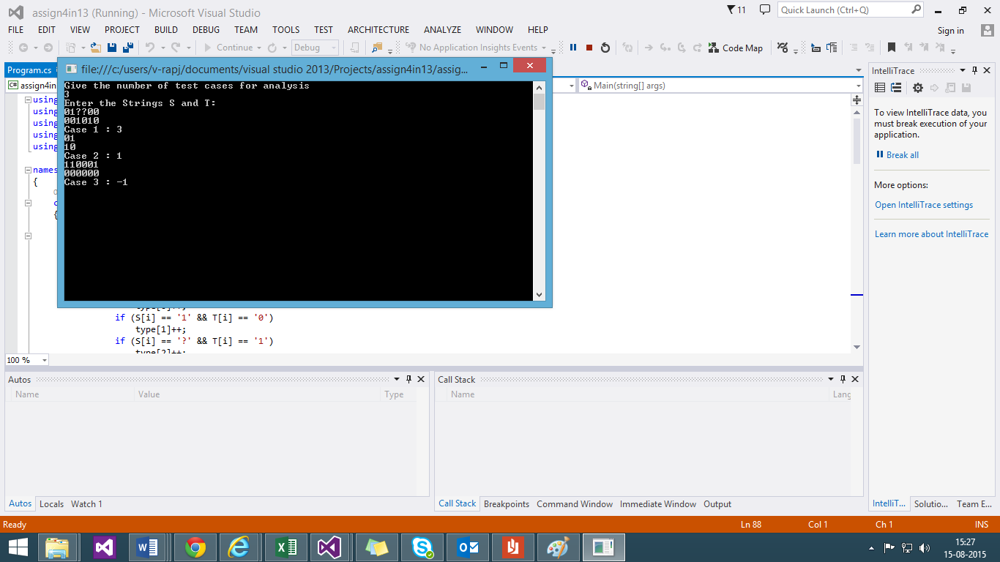 assign4in13 (Running) - Microsoft Visual Studio
11
Quick Launch (Ctrl+Q)
FILE EDIT VIEW PROJECT BUILD DEBUG TEAM TOOLS TEST ARCHITECTURE ANALYZE WINDOW HELP
Sign in
Continue Debug No Application Insights Events Code Map
Program.cs
file:///c:/users/v-rapj/documents/visual studio 2013/Projects/assign4in13/assig...
C# assign4in
Main(string[] args)
using
using
using
using
using
names
{
{
Give the number of test cases for analysis
3
Enter the Strings S and T:
01??00
001010
Case 1 : 3
01
10
Case 2 : 1
110001
000000
Case 3 : -1
if (S[i] == '1' && T[i] == '0')
type[1]++;
if (S[i] == '?' && T[i] == '1')
type[2]++;
100 %
IntelliTrace
To view IntelliTrace data, you
must break execution of your
application.
Break all
More options:
Open IntelliTrace settings
Learn more about IntelliTrace
Autos
Name Value Type
Autos Locals Watch 1
Call Stack
Name Lang
Call Stack Breakpoints Command Window Immediate Window Output
IntelliT... Solutio... Team E...
Ready Ln 88 Col 1 Ch 1 INS
15:27
15-08-2015